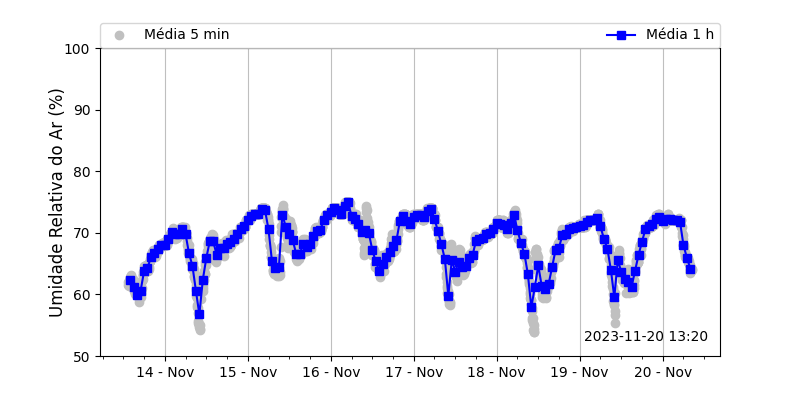 Média 5 min
Média 1 h
Umidade Relativa do Ar (%)
100
90
80
70
60
50
2023-11-20 13:20
14 - Nov
15 - Nov
16 - Nov
17 - Nov
18 - Nov
19 - Nov
20 - Nov